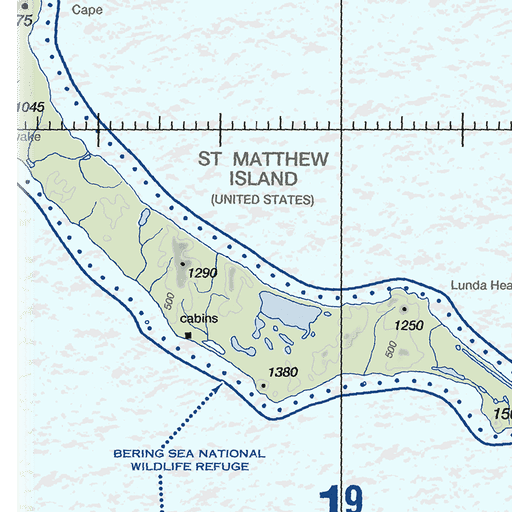 Cape
75
1045
ST MATTHEW
ISLAND
(UNITED STATES)
1290
Lunda Hea
500
cabins
1250
500
1380
150
BERING SEA NATIONAL
WILDLIFE REFUGE
19